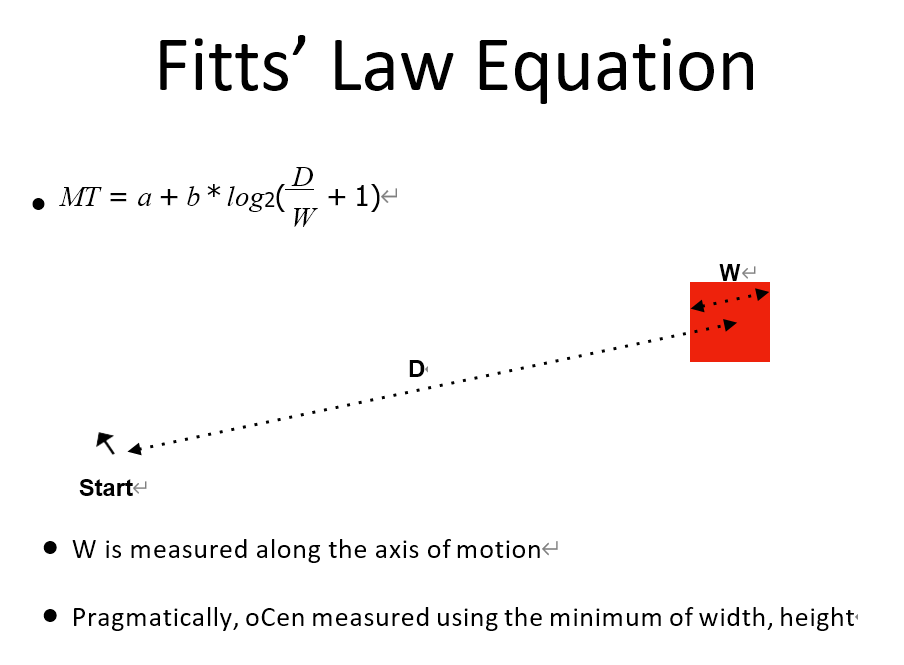 Fitts’ Law Equation
● MT = a + b * log2(D/W + 1)↵
W↵
D
Start↵
● W is measured along the axis of motion↵
● Pragmatically, oCen measured using the minimum of width, height